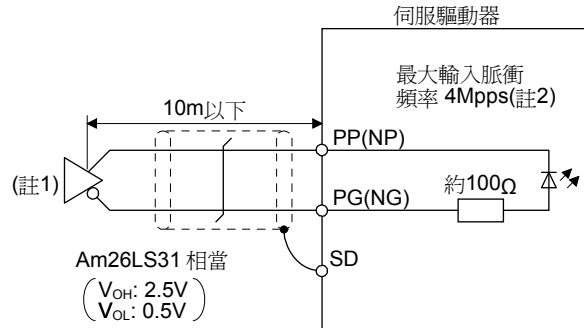 伺服驅動器
最大輸入脈衝
頻率 4Mpps(註2)
10m以下
PP(NP)
(註1)
約100Ω
PG(NG)
SD
Am26LS31 相當
VOH: 2.5V
VOL: 0.5V